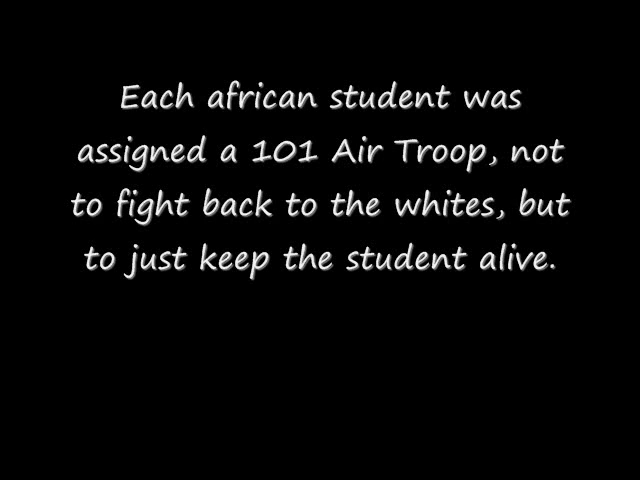 Each african student was
assigned a 101 Air Troop, not
to fight back to the whites, but
to just keep the student alive.